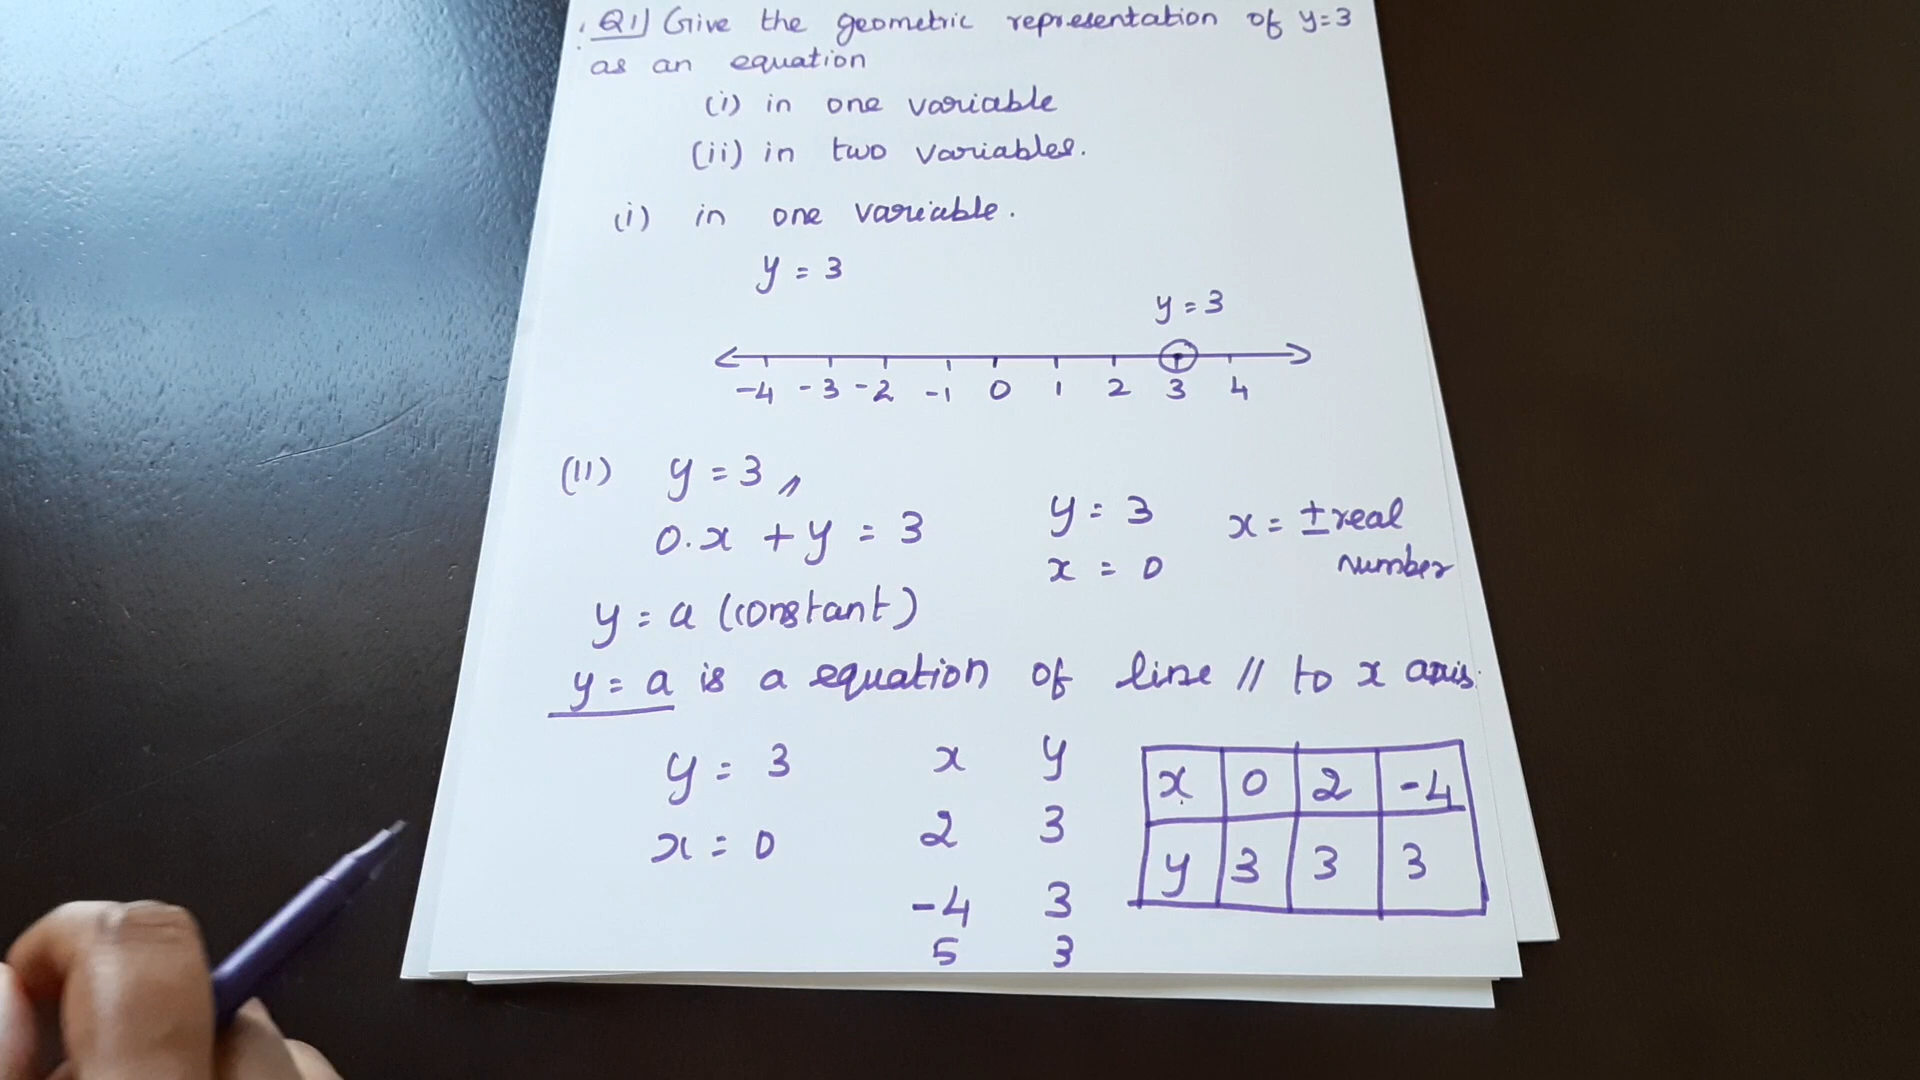 Q1) Give the geometric representation of y=3
as an equation
(i) in one variable
(ii) in two variables.
(i) in one variable.
y = 3
y = 3
-4 -3 -2 -1 0 1 2 3 4
(II) y = 3,
0.x + y = 3
y = 3
x = 0
x = ± real
number
y = a (constant)
y = a is a equation of line // to x axis.
y = 3
x = 0
x y
2 3
-4 3
5 3
x 0 2 -4
y 3 3 3